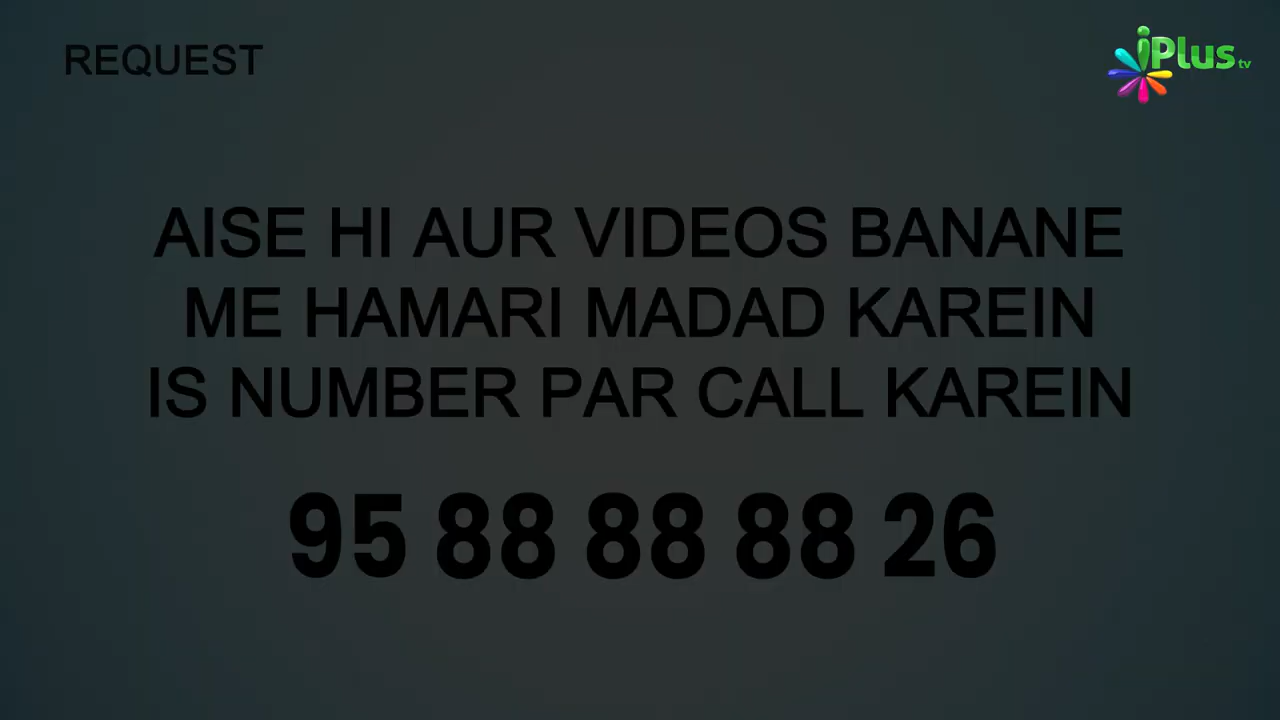 REQUEST
iPlus tv
AISE HI AUR VIDEOS BANANE
ME HAMARI MADAD KAREIN
IS NUMBER PAR CALL KAREIN
95 88 88 88 26